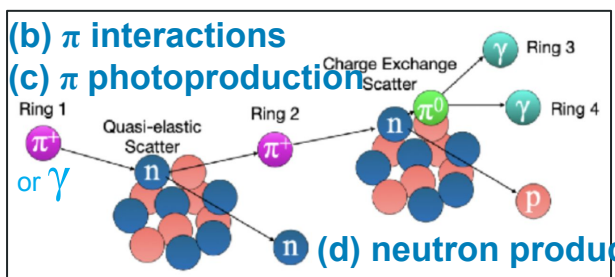 (b) π interactions
(c) π photoproduction
Charge Exchange
Scatter
Ring 3
γ
Ring 1
Quasi-elastic
Scatter
Ring 2
π⁰
γ
Ring 4
π⁺
n
π⁺
n
or γ
p
n
(d) neutron produ